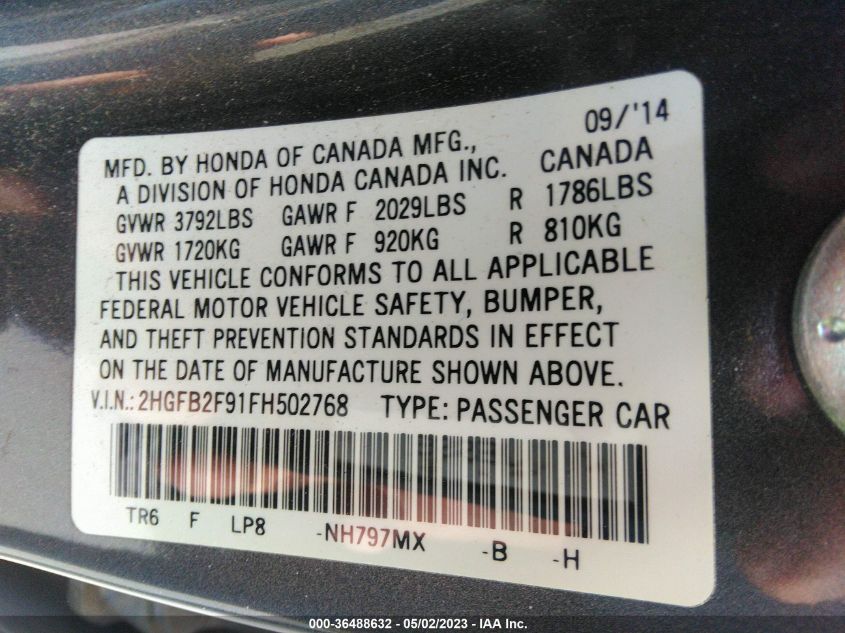 09/'14
MFD. BY HONDA OF CANADA MFG.,
A DIVISION OF HONDA CANADA INC. CANADA
GVWR 3792LBS GAWR F 2029LBS R 1786LBS
GVWR 1720KG GAWR F 920KG R 810KG
THIS VEHICLE CONFORMS TO ALL APPLICABLE
FEDERAL MOTOR VEHICLE SAFETY, BUMPER,
AND THEFT PREVENTION STANDARDS IN EFFECT
ON THE DATE OF MANUFACTURE SHOWN ABOVE.
V.I.N.: 2HGFB2F91FH502768 TYPE: PASSENGER CAR
TR6 F LP8 -NH797MX -B -H
000-36488632 - 05/02/2023 - IAA Inc.